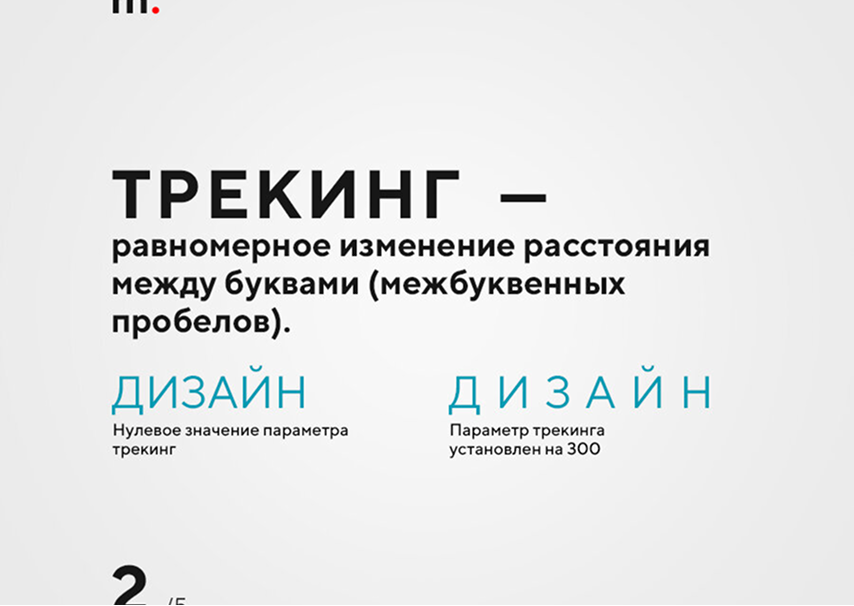 m.
ТРЕКИНГ —
равномерное изменение расстояния
между буквами (межбуквенных
пробелов).
ДИЗАЙН Д И З А Й Н
Нулевое значение параметра
трекинг
Параметр трекинга
установлен на 300
2 /5